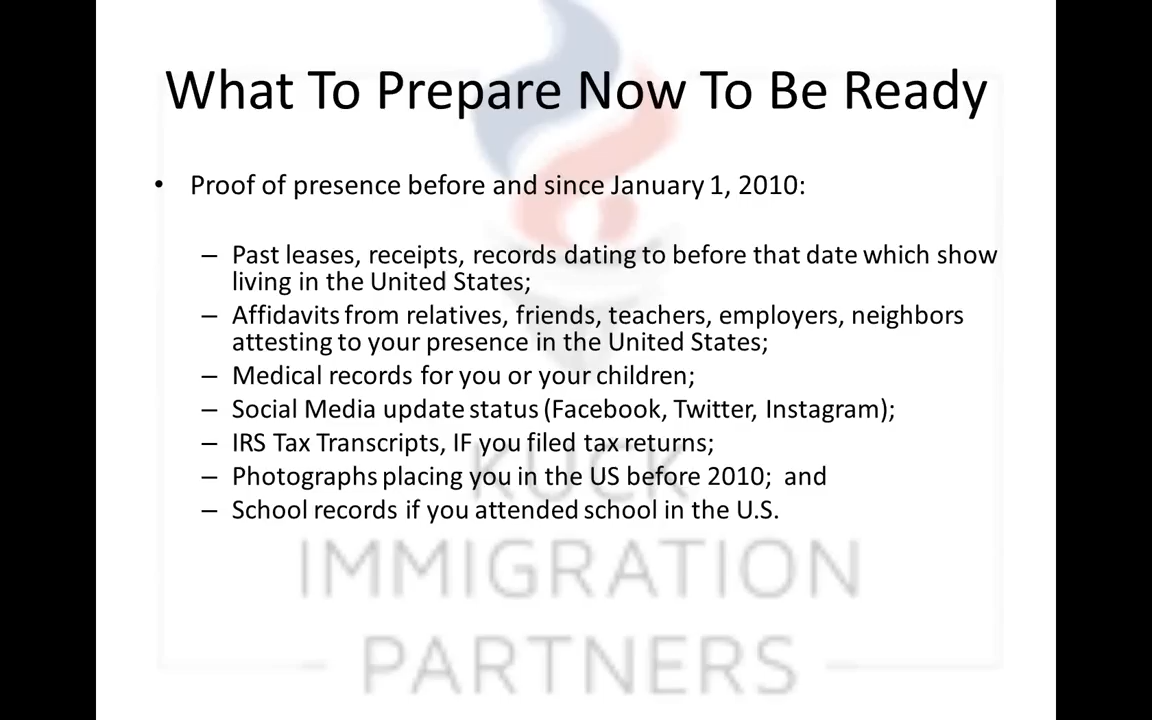 What To Prepare Now To Be Ready
• Proof of presence before and since January 1, 2010:
– Past leases, receipts, records dating to before that date which show
living in the United States;
– Affidavits from relatives, friends, teachers, employers, neighbors
attesting to your presence in the United States;
– Medical records for you or your children;
– Social Media update status (Facebook, Twitter, Instagram);
– IRS Tax Transcripts, IF you filed tax returns;
– Photographs placing you in the US before 2010;  and
– School records if you attended school in the U.S.
KUCK
IMMIGRATION
PARTNERS